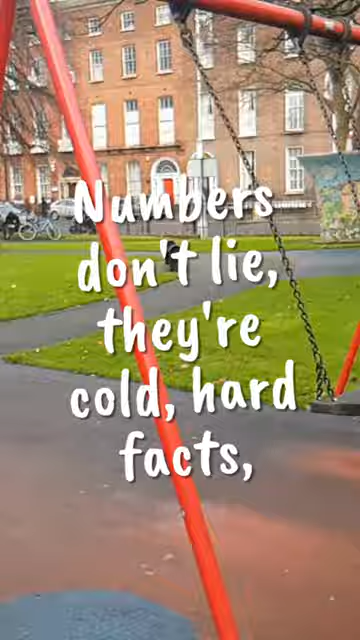 Numbers
don't lie,
they're
cold, hard
facts,